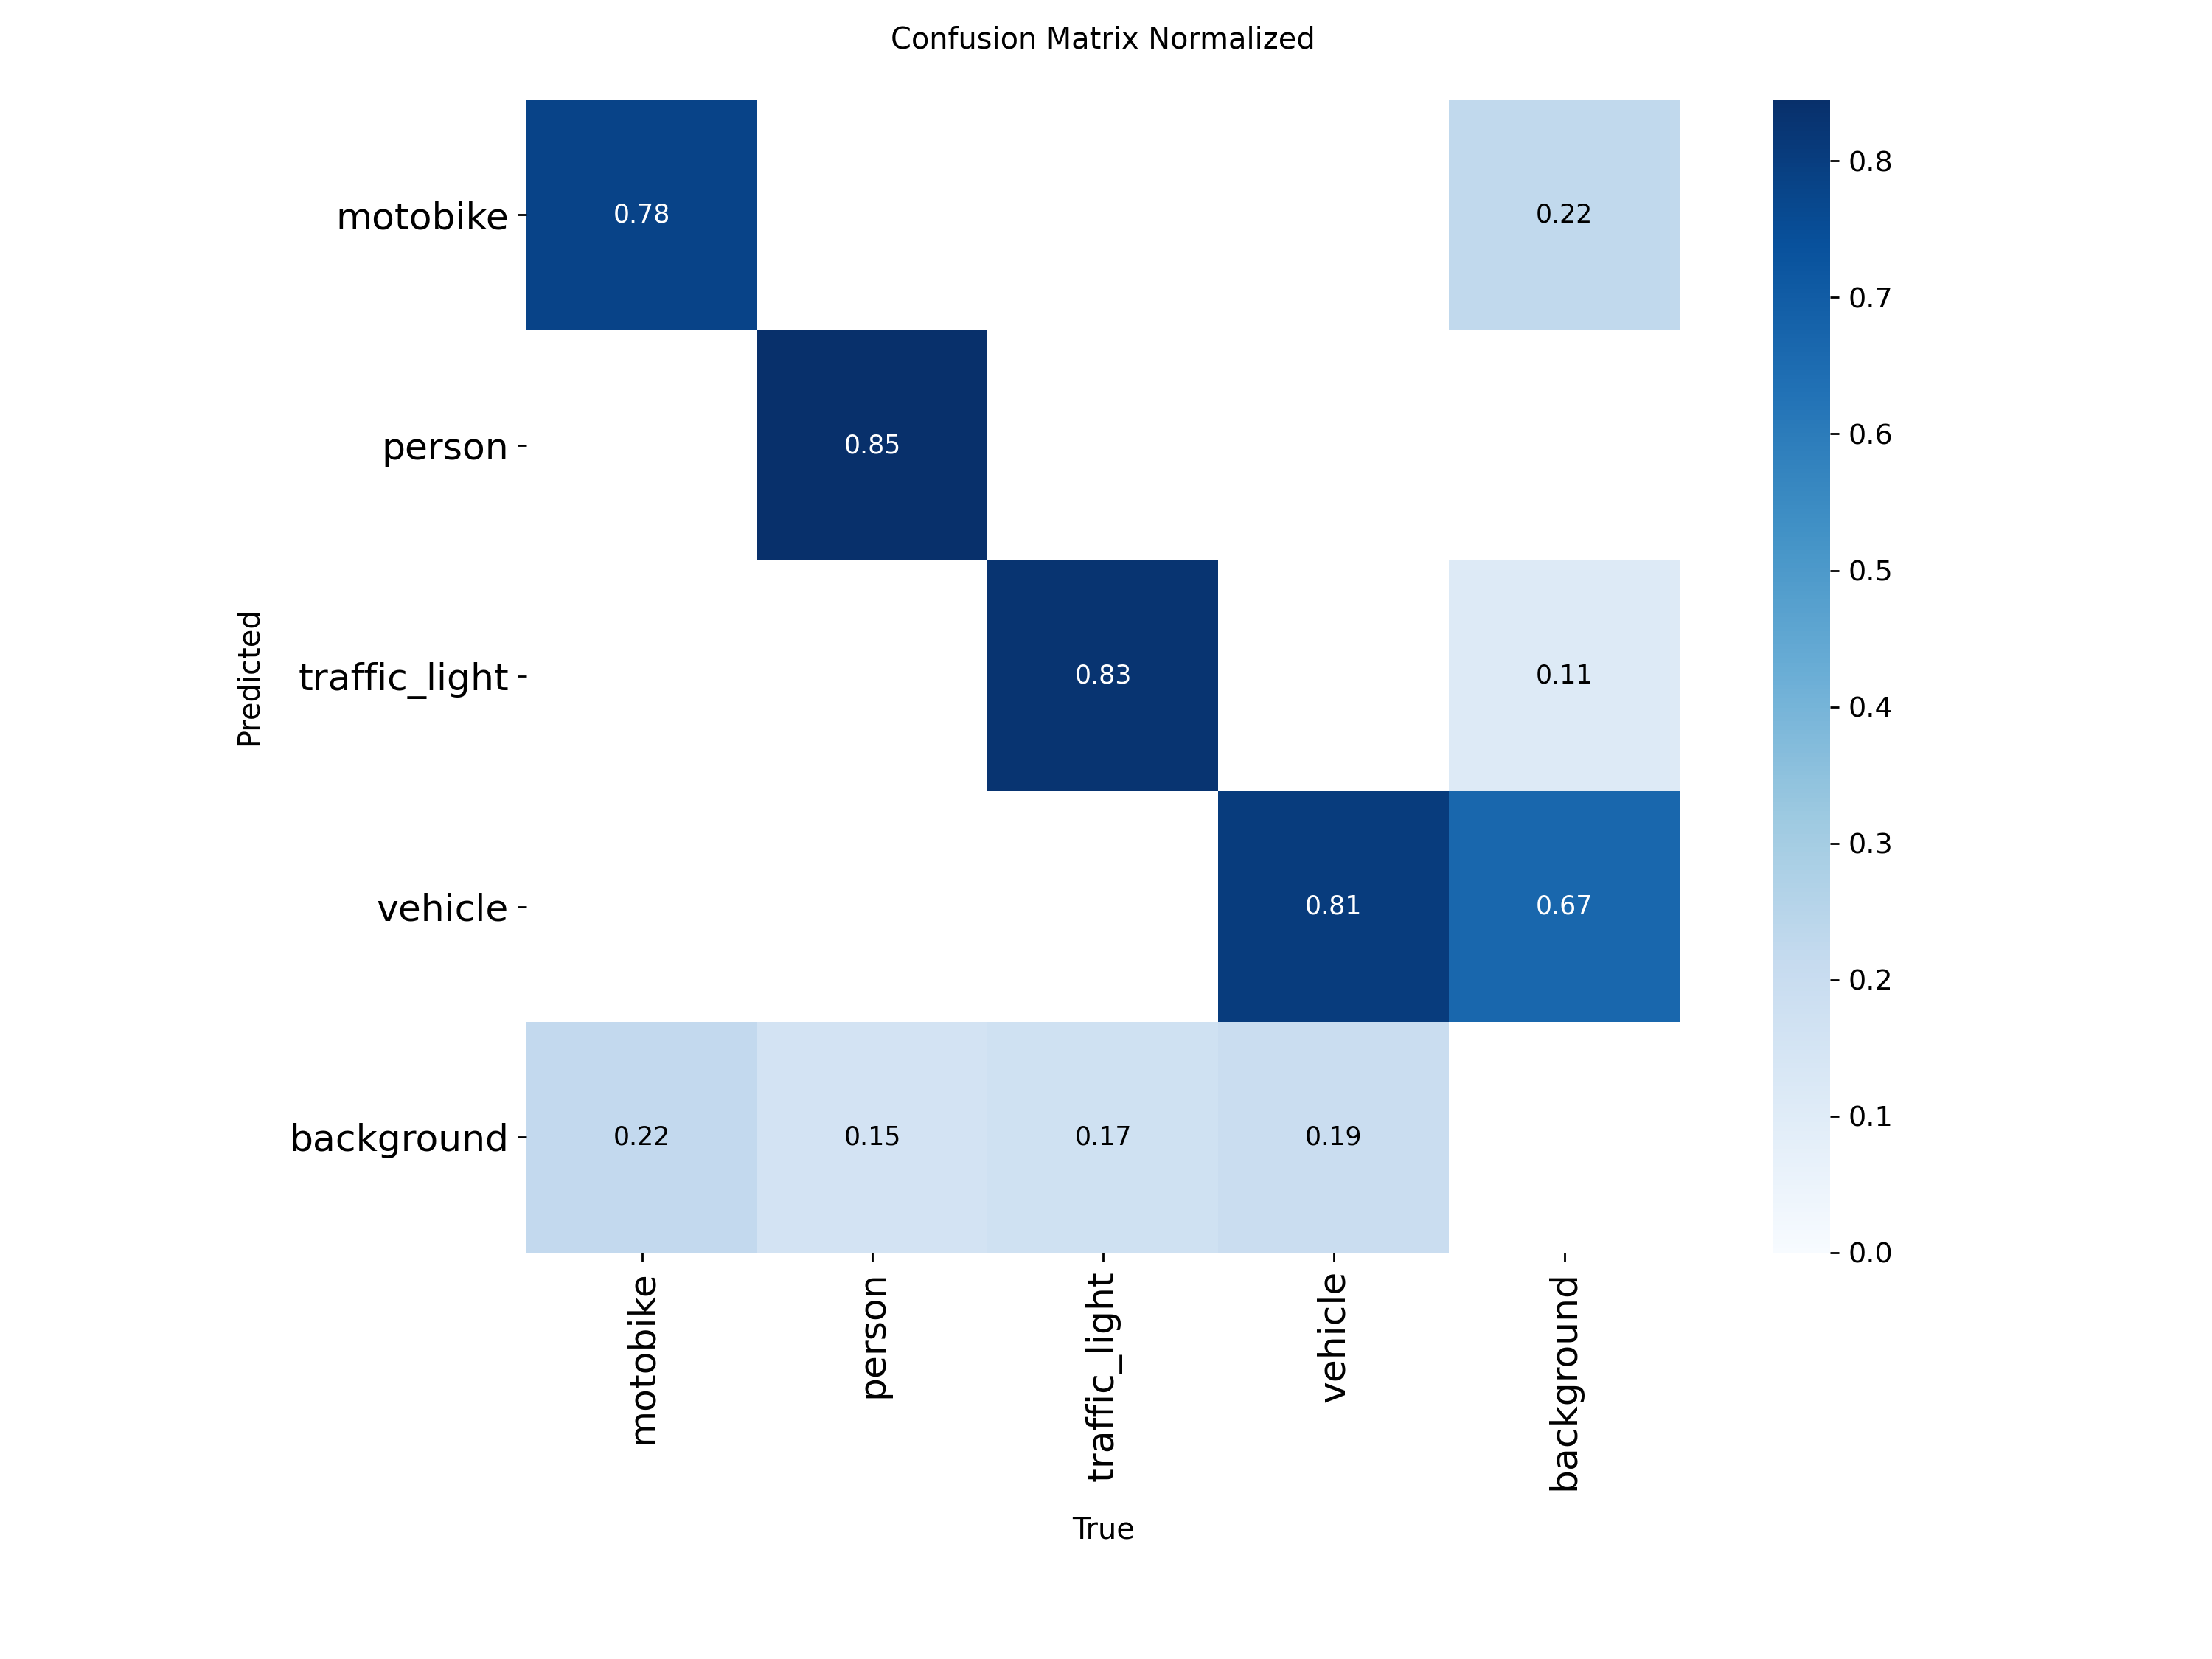 Confusion Matrix Normalized
motobike
0.78
0.22
person
0.85
traffic_light
0.83
0.11
vehicle
0.81
0.67
background
0.22
0.15
0.17
0.19
Predicted
motobike
person
traffic_light
vehicle
background
True
0.8
0.7
0.6
0.5
0.4
0.3
0.2
0.1
0.0